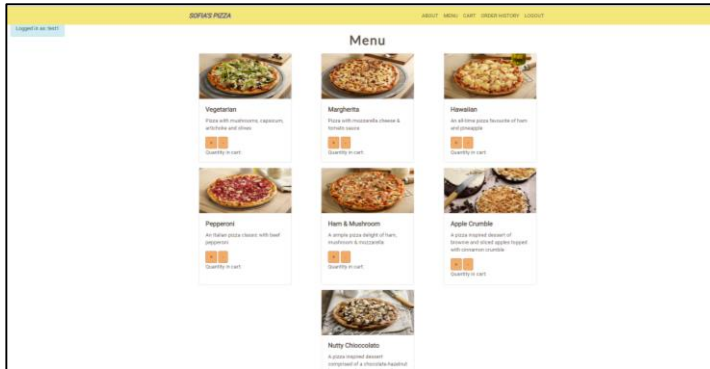 SOFIA'S PIZZA
ABOUT MENU CART ORDER HISTORY LOGOUT
Logged in as: test1
Menu
Vegetarian
Pizza with mushrooms, capsicum,
artichoke and olives
+ -
Quantity in cart:
Margherita
Pizza with mozzarella cheese &
tomato sauce
+ -
Quantity in cart:
Hawaiian
An all-time pizza favourite of ham
and pineapple
+ -
Quantity in cart:
Pepperoni
An Italian pizza classic with beef
pepperoni
+ -
Quantity in cart:
Ham & Mushroom
A simple pizza delight of ham,
mushroom & mozzarella
+ -
Quantity in cart:
Apple Crumble
A pizza inspired dessert of
brownie and sliced apples topped
with cinnamon crumble
+ -
Quantity in cart:
Nutty Chioccolato
A pizza inspired dessert
comprised of a chocolate-hazelnut